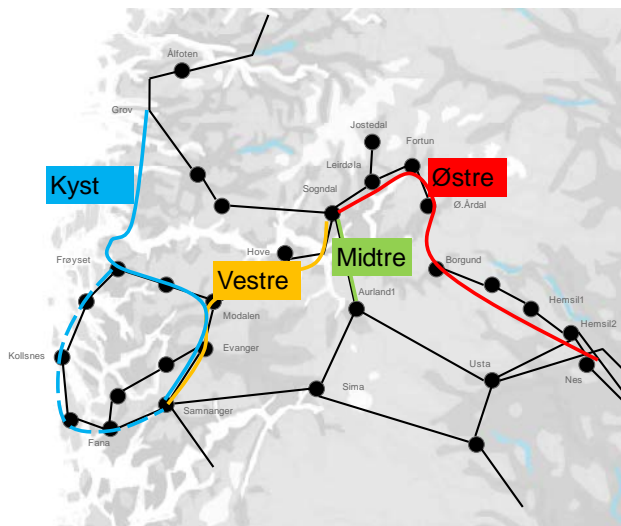 Ålfoten
Grov
Jostedal
Fortun
Leirdøla
Kyst
Østre
Sogndal
Ø.Årdal
Hove
Midtre
Frøyset
Vestre
Borgund
Aurland1
Hemsil1
Modalen
Hemsil2
Evanger
Kollsnes
Usta
Nes
Sima
Samnanger
Fana